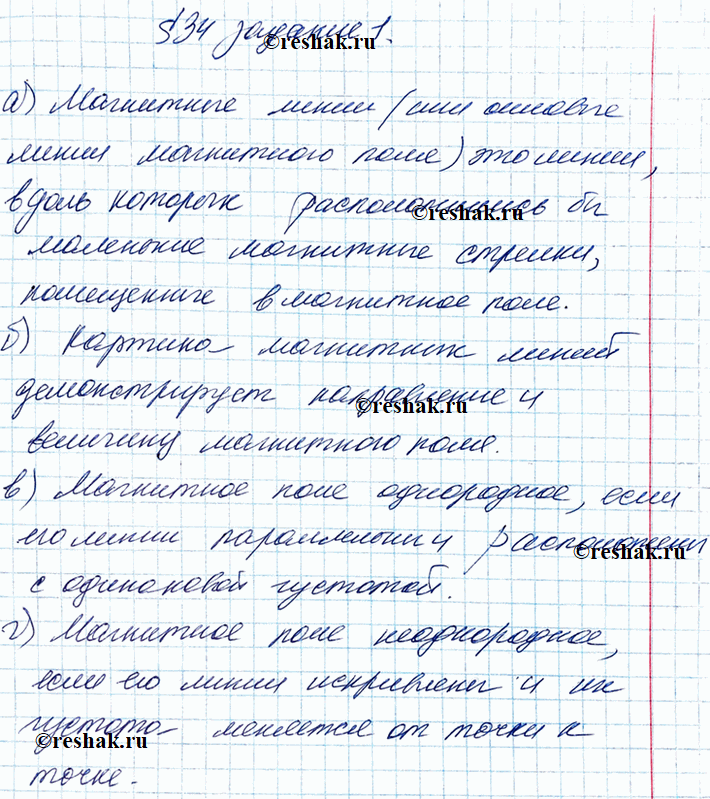 §34 задание 1.
©reshak.ru
а) Магнитные линии (или силовые
линии магнитного поля) это линии,
вдоль которых расположились бы
©reshak.ru
маленькие магнитные стрелки,
помещенные в магнитное поле.
б) Картина магнитных линий
демонстрирует направление и
©reshak.ru
величину магнитного поля.
в) Магнитное поле однородное, если
его линии параллельны и расположены
©reshak.ru
с одинаковой густотой.
г) Магнитное поле неоднородное,
если его линии искривлены и их
густота меняется от точки к
©reshak.ru
точке.